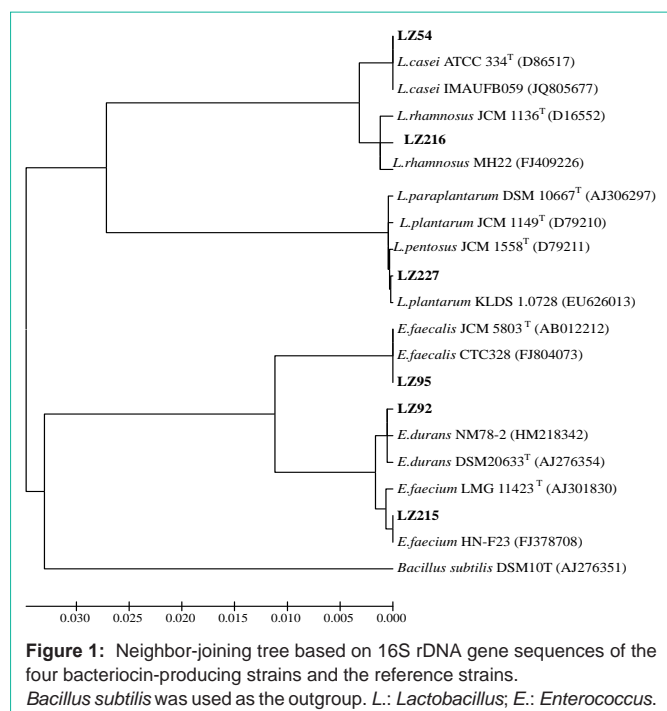 LZ54
L.casei ATCC 334T (D86517)
L.casei IMAUFB059 (JQ805677)
L.rhamnosus JCM 1136T (D16552)
LZ216
L.rhamnosus MH22 (FJ409226)
L.paraplantarum DSM 10667T (AJ306297)
L.plantarum JCM 1149T (D79210)
L.pentosus JCM 1558T (D79211)
LZ227
L.plantarum KLDS 1.0728 (EU626013)
E.faecalis JCM 5803T (AB012212)
E.faecalis CTC328 (FJ804073)
LZ95
LZ92
E.durans NM78-2 (HM218342)
E.durans DSM20633T (AJ276354)
E.faecium LMG 11423T (AJ301830)
LZ215
E.faecium HN-F23 (FJ378708)
Bacillus subtilis DSM10T (AJ276351)
0.030 0.025 0.020 0.015 0.010 0.005 0.000
Figure 1: Neighbor-joining tree based on 16S rDNA gene sequences of the
four bacteriocin-producing strains and the reference strains.
Bacillus subtilis was used as the outgroup. L.: Lactobacillus; E.: Enterococcus.